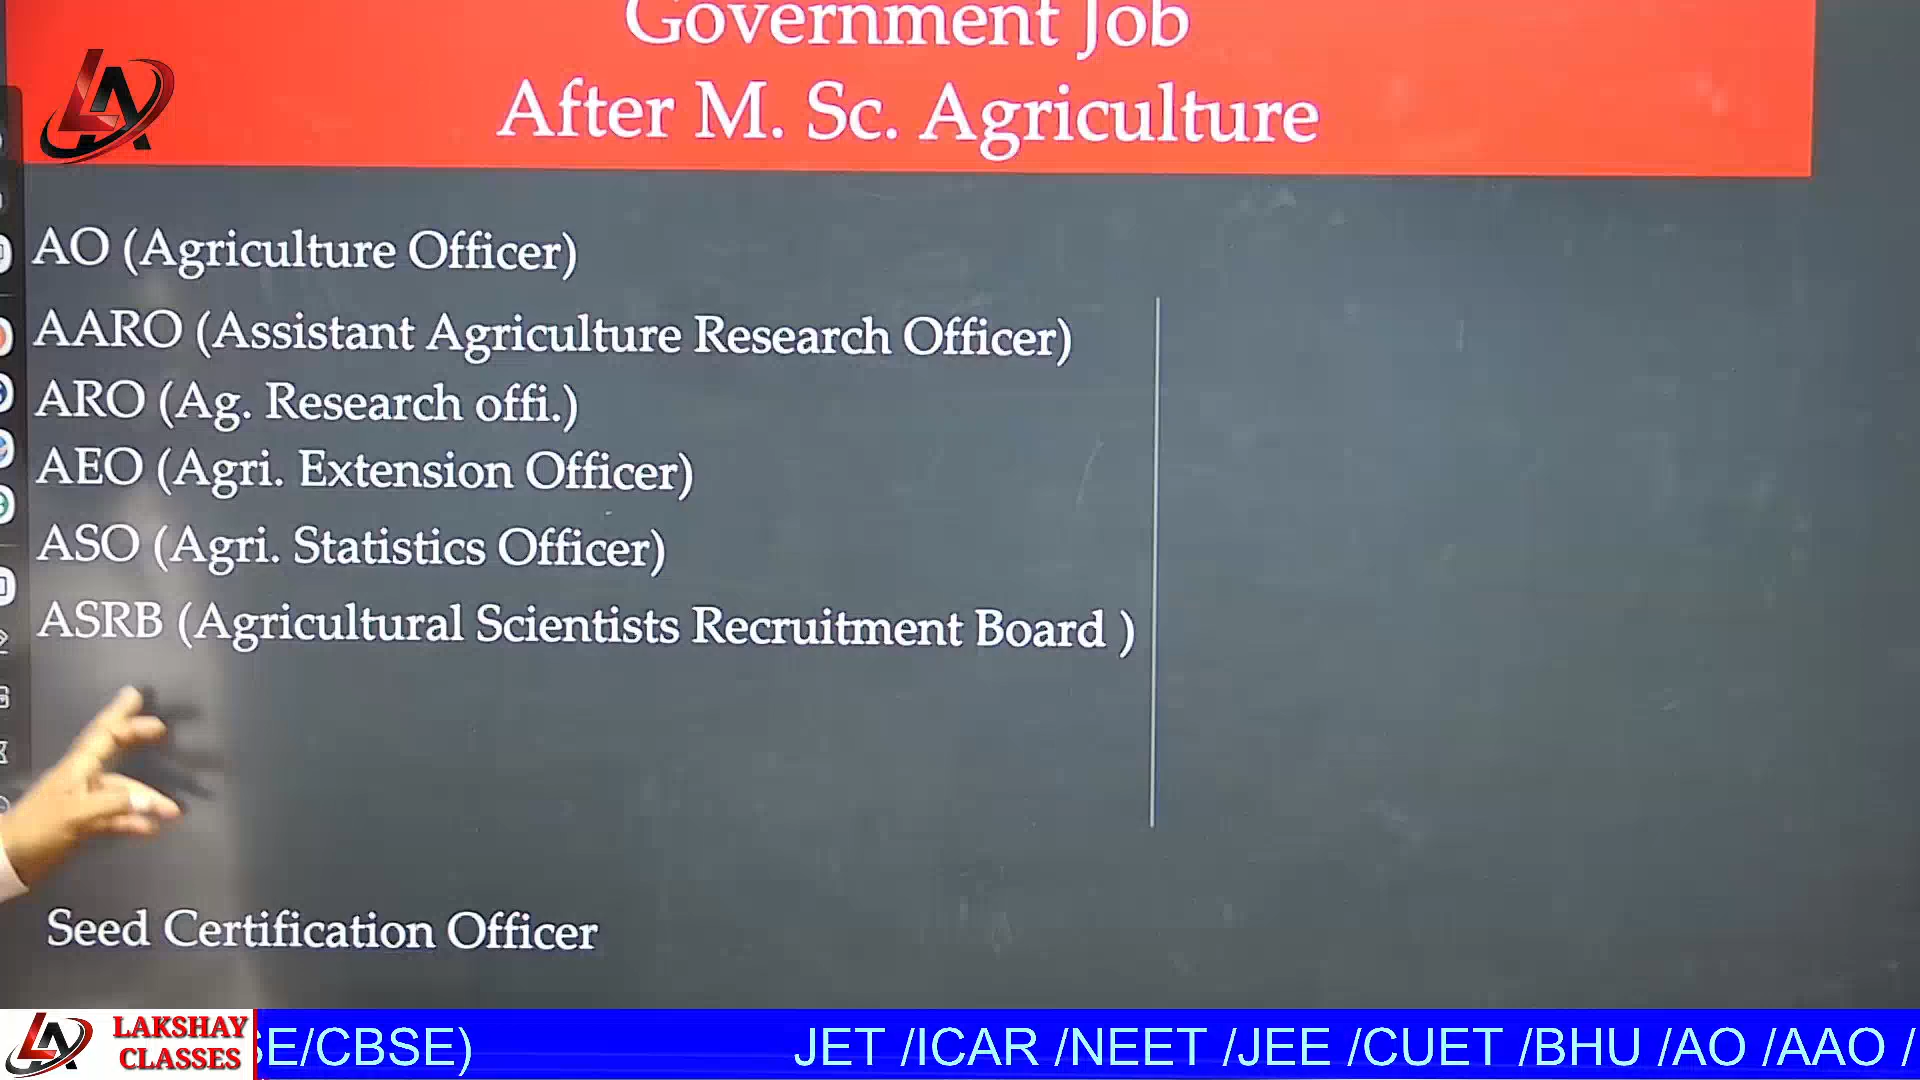 Government Job
After M. Sc. Agriculture
LA
AO (Agriculture Officer)
AARO (Assistant Agriculture Research Officer)
ARO (Ag. Research offi.)
AEO (Agri. Extension Officer)
ASO (Agri. Statistics Officer)
ASRB (Agricultural Scientists Recruitment Board )
Seed Certification Officer
LA LAKSHAY
CLASSES
E/CBSE) JET /ICAR /NEET /JEE /CUET /BHU /AO /AAO /